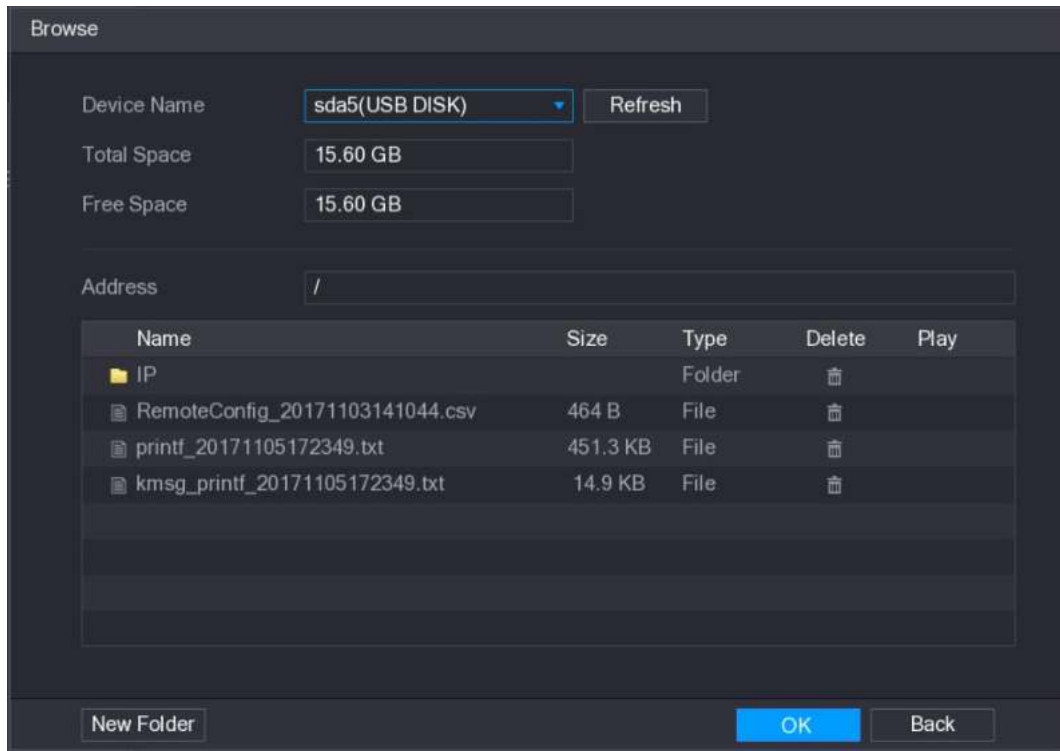 Browse
Device Name sda5(USB DISK) Refresh
Total Space 15.60 GB
Free Space 15.60 GB
Address /
Name Size Type Delete Play
IP Folder
RemoteConfig_20171103141044.csv 464 B File
printf_20171105172349.txt 451.3 KB File
kmsg_printf_20171105172349.txt 14.9 KB File
New Folder OK Back